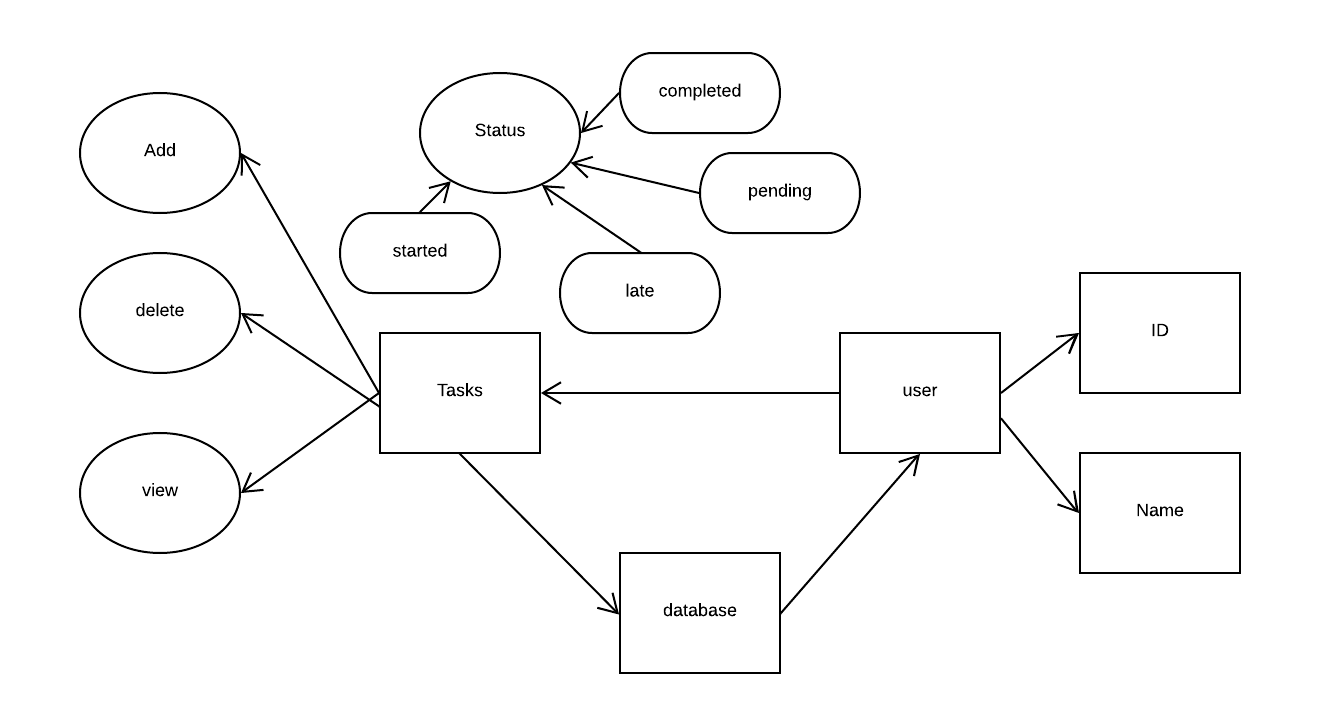 completed
Status
Add
pending
started
late
delete
ID
Tasks
user
view
Name
database